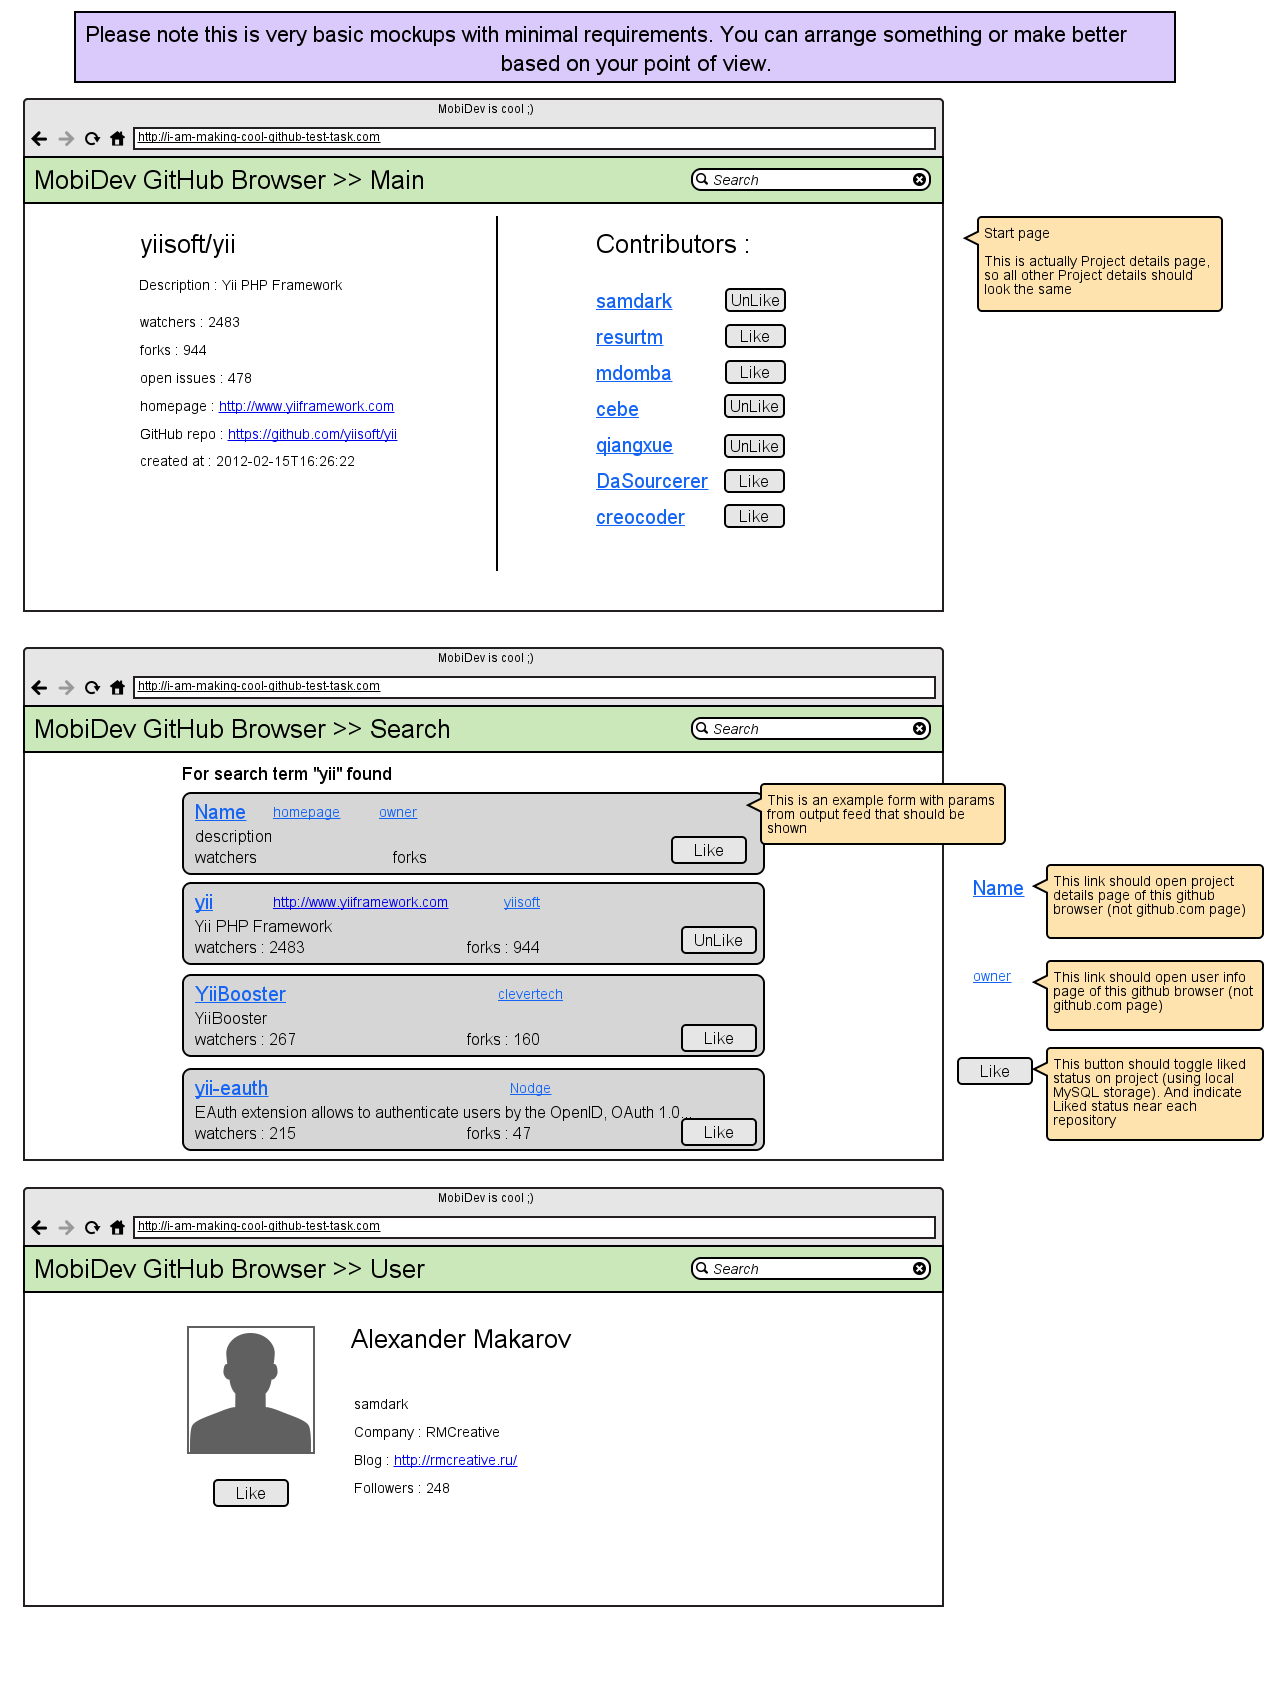 Please note this is very basic mockups with minimal requirements. You can arrange something or make better
based on your point of view.
MobiDev is cool ;)
http://i-am-making-cool-github-test-task.com
MobiDev GitHub Browser >> Main
Search
yiisoft/yii
Description : Yii PHP Framework
watchers : 2483
forks : 944
open issues : 478
homepage : http://www.yiiframework.com
GitHub repo : https://github.com/yiisoft/yii
created at : 2012-02-15T16:26:22
Contributors :
samdark UnLike
resurtm Like
mdomba Like
cebe UnLike
qiangxue UnLike
DaSourcerer Like
creocoder Like
Start page
This is actually Project details page,
so all other Project details should
look the same
MobiDev is cool ;)
http://i-am-making-cool-github-test-task.com
MobiDev GitHub Browser >> Search
Search
For search term "yii" found
Name homepage owner
description
watchers forks
Like
This is an example form with params
from output feed that should be
shown
yii http://www.yiiframework.com yiisoft
Yii PHP Framework
watchers : 2483 forks : 944
UnLike
YiiBooster clevertech
YiiBooster
watchers : 267 forks : 160
Like
yii-eauth Nodge
EAuth extension allows to authenticate users by the OpenID, OAuth 1.0...
watchers : 215 forks : 47
Like
Name
This link should open project
details page of this github
browser (not github.com page)
owner
This link should open user info
page of this github browser (not
github.com page)
Like
This button should toggle liked
status on project (using local
MySQL storage). And indicate
Liked status near each
repository
MobiDev is cool ;)
http://i-am-making-cool-github-test-task.com
MobiDev GitHub Browser >> User
Search
Alexander Makarov
samdark
Company : RMCreative
Blog : http://rmcreative.ru/
Followers : 248
Like